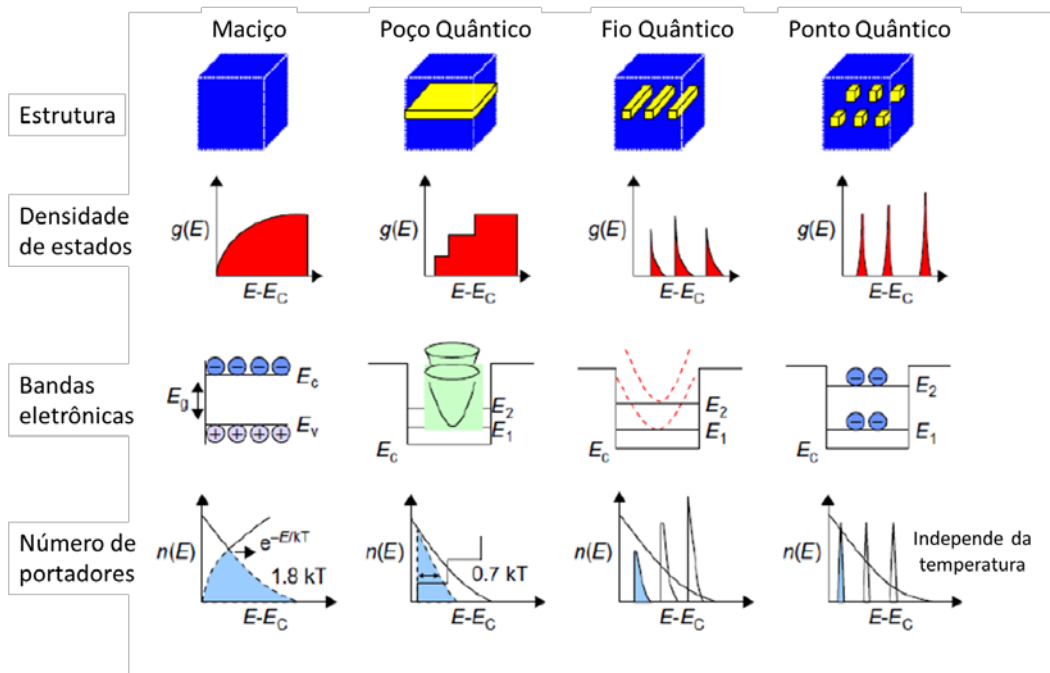 Maciço
Poço Quântico
Fio Quântico
Ponto Quântico
Estrutura
Densidade
de estados
g(E)
E-E_C
g(E)
E-E_C
g(E)
E-E_C
g(E)
E-E_C
Bandas
eletrônicas
E_g
E_c
E_v
E_2
E_1
E_c
E_2
E_1
E_c
E_2
E_1
E_c
Número de
portadores
n(E)
e^–E/kT
1.8 kT
E-E_C
n(E)
0.7 kT
E-E_C
n(E)
E-E_C
n(E)
Independe da
temperatura
E-E_C